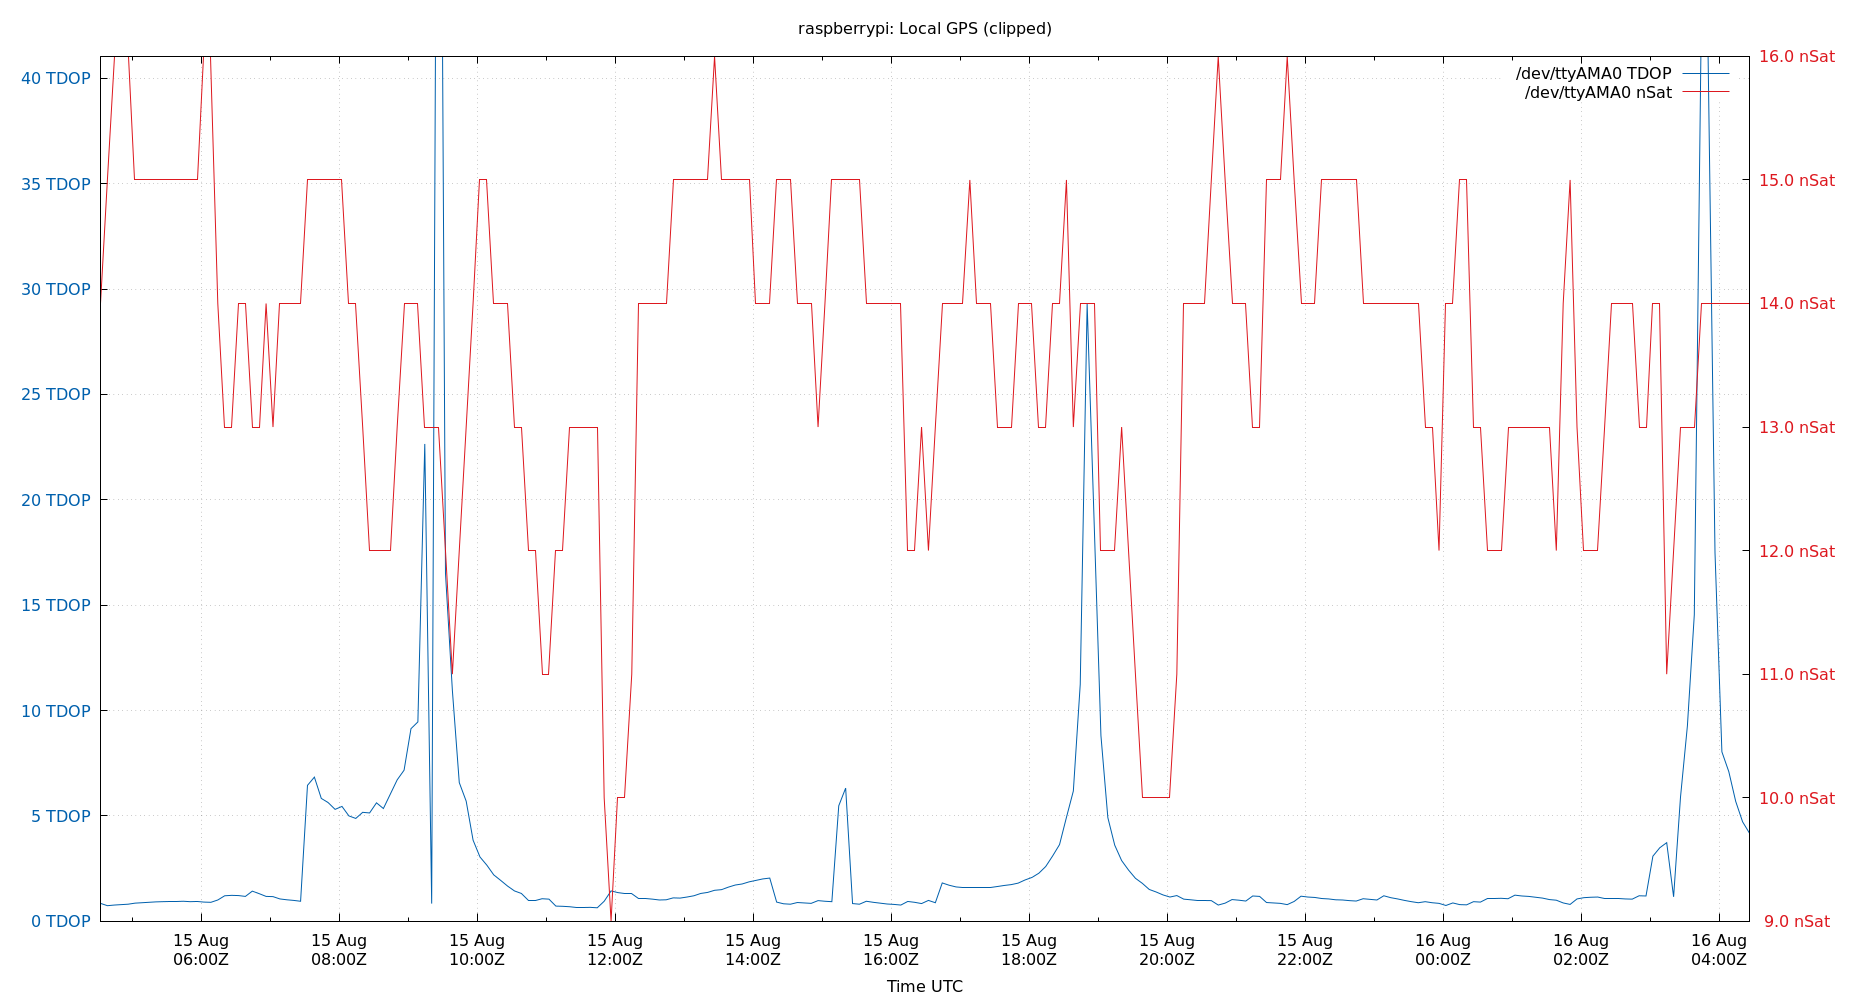 raspberrypi: Local GPS (clipped)
40 TDOP
35 TDOP
30 TDOP
25 TDOP
20 TDOP
15 TDOP
10 TDOP
5 TDOP
0 TDOP
/dev/ttyAMA0 TDOP
/dev/ttyAMA0 nSat
16.0 nSat
15.0 nSat
14.0 nSat
13.0 nSat
12.0 nSat
11.0 nSat
10.0 nSat
9.0 nSat
15 Aug 15 Aug 15 Aug 15 Aug 15 Aug 15 Aug 15 Aug 15 Aug 15 Aug 16 Aug 16 Aug 16 Aug
06:00Z 08:00Z 10:00Z 12:00Z 14:00Z 16:00Z 18:00Z 20:00Z 22:00Z 00:00Z 02:00Z 04:00Z
Time UTC